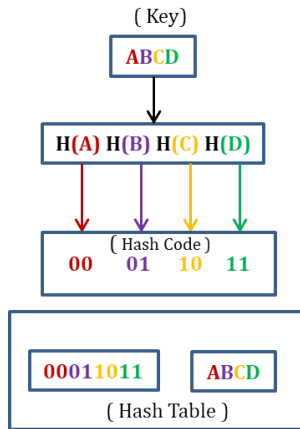 ( Key )
ABCD
H(A) H(B) H(C) H(D)
( Hash Code )
00 01 10 11
00011011 ABCD
( Hash Table )